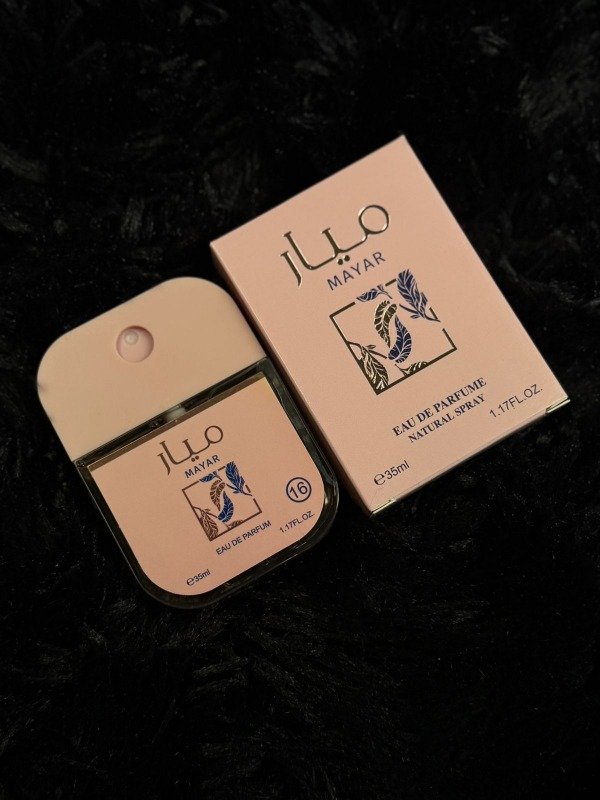 ميار
MAYAR
EAU DE PARFUME
NATURAL SPRAY
1.17FL.OZ.
℮35ml
ميار
MAYAR
16
EAU DE PARFUM
1.17FL.OZ
℮35ml